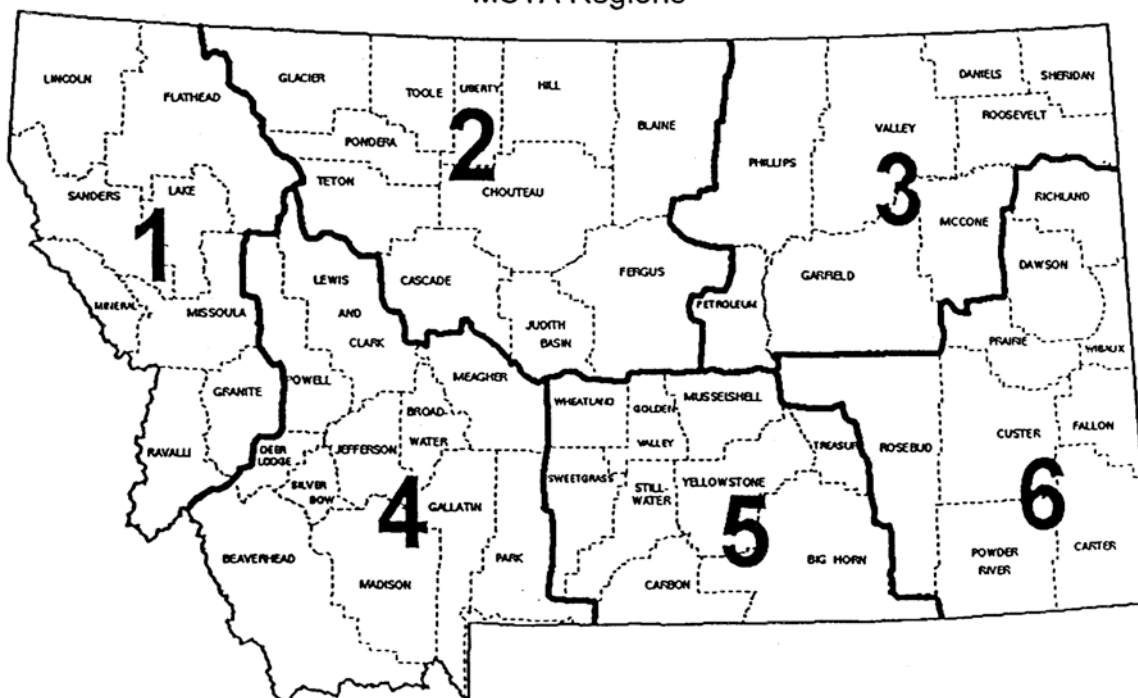 Regions
LINCOLN
FLATHEAD
GLACIER
TOOLE
LIBERTY
HILL
BLAINE
DANIELS
SHERIDAN
ROOSEVELT
VALLEY
PHILLIPS
PONDERA
2
TETON
CHOUTEAU
3
SANDERS
LAKE
1
MCCONE
RICHLAND
DAWSON
LEWIS
AND
CLARK
CASCADE
FERGUS
GARFIELD
PETROLEUM
MINERAL
MISSOULA
JUDITH
BASIN
PRAIRIE
WIBAUX
MEAGHER
GRANITE
POWELL
WHEATLAND
GOLDEN
VALLEY
MUSSELSHELL
BROAD
WATER
RAVALLI
DEER
LODGE
JEFFERSON
TREASUR
ROSEBUD
CUSTER
FALLON
SILVER
BOW
SWEETGRASS
STILL-
WATER
YELLOWSTONE
4
GALLATIN
5
6
BEAVERHEAD
MADISON
PARK
CARBON
BIG HORN
POWDER
RIVER
CARTER